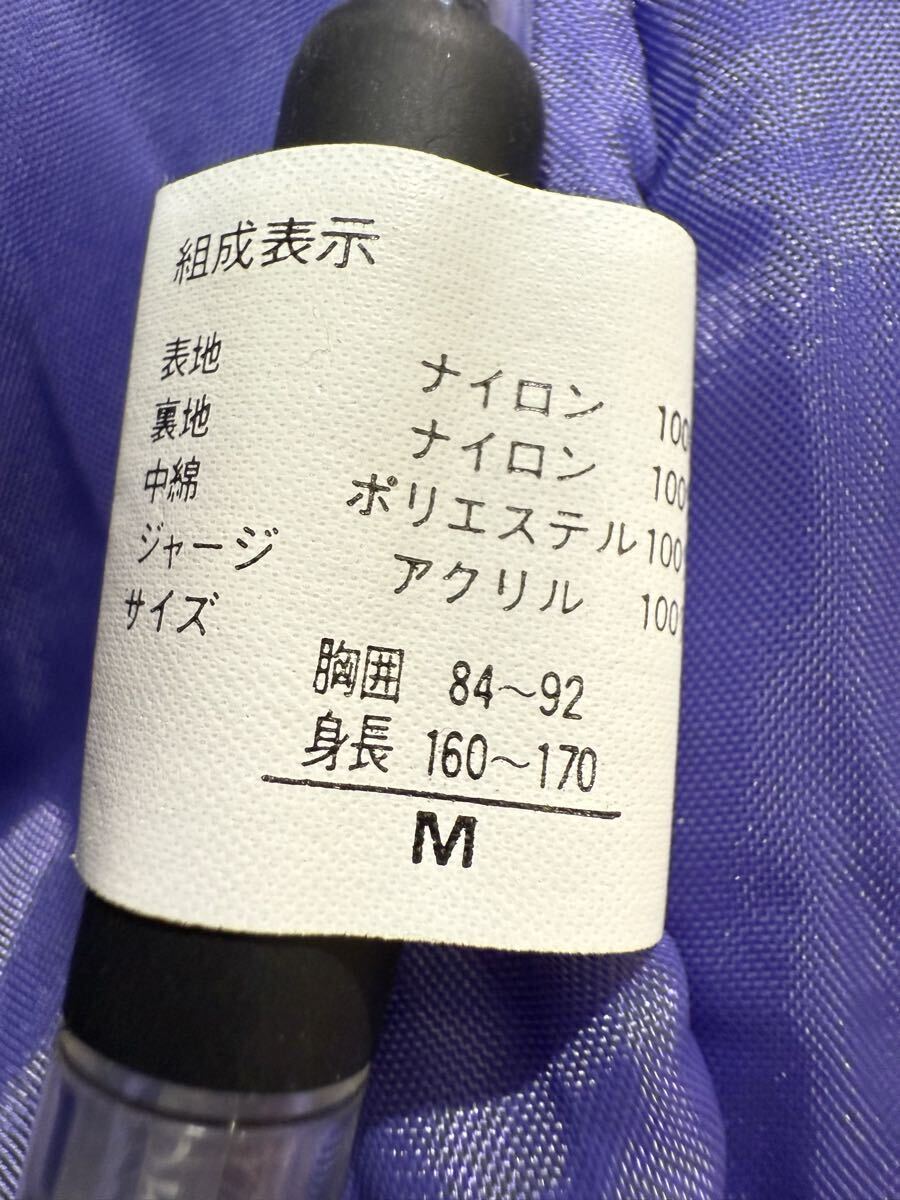 組成表示
表地 ナイロン 100
裏地 ナイロン 100
中綿 ポリエステル 100
ジャージ アクリル 100
サイズ
胸囲 84～92
身長 160～170
M